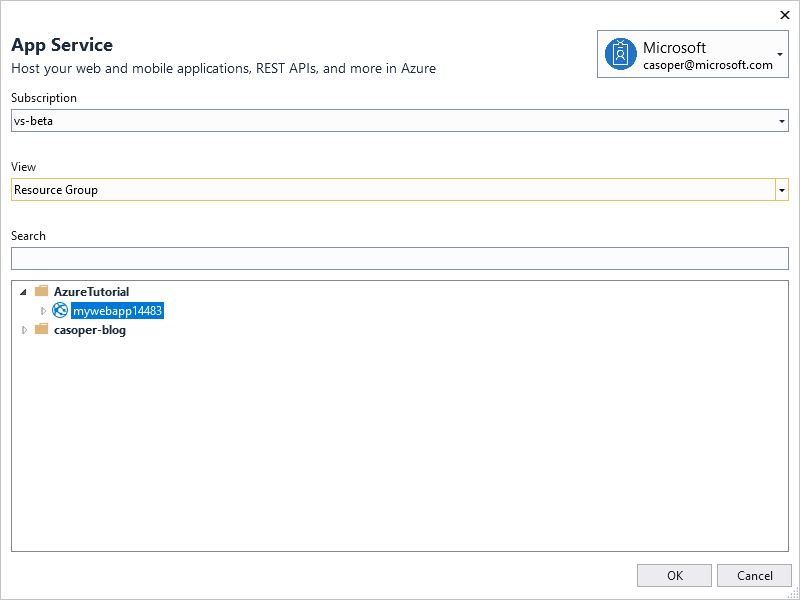 App Service
Host your web and mobile applications, REST APIs, and more in Azure
Microsoft
casoper@microsoft.com
Subscription
vs-beta
View
Resource Group
Search
AzureTutorial
mywebapp14483
casoper-blog
OK Cancel